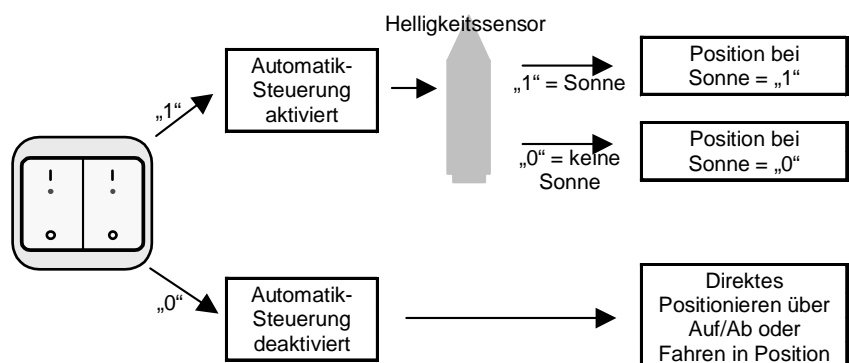 Helligkeitssensor
„1“
Automatik-
Steuerung
aktiviert
„1“ = Sonne
Position bei
Sonne = „1“
„0“ = keine
Sonne
Position bei
Sonne = „0“
„0“
Automatik-
Steuerung
deaktiviert
Direktes
Positionieren über
Auf/Ab oder
Fahren in Position